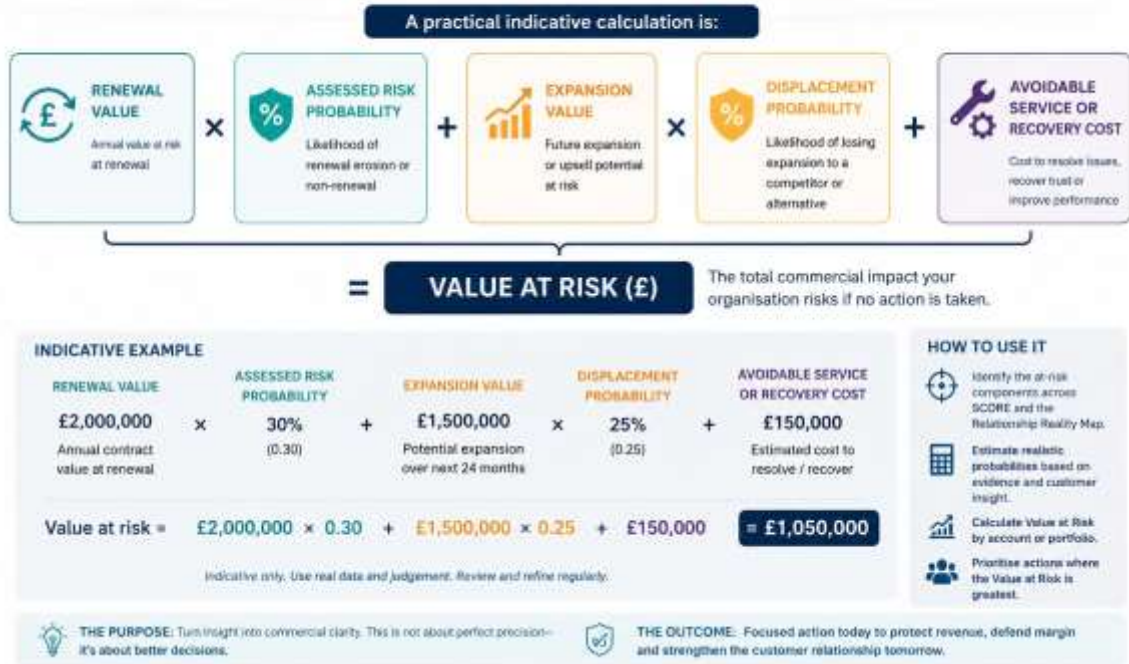 A practical indicative calculation is:
£
RENEWAL
VALUE
Annual value at risk
at renewal
×
%
ASSESSED RISK
PROBABILITY
Likelihood of
renewal erosion or
non-renewal
+
EXPANSION
VALUE
Future expansion
or upsell potential
at risk
×
%
DISPLACEMENT
PROBABILITY
Likelihood of losing
expansion to a
competitor or
alternative
+
AVOIDABLE
SERVICE OR
RECOVERY COST
Cost to resolve issues,
recover trust or
improve performance
= VALUE AT RISK (£)
The total commercial impact your
organisation risks if no action is taken.
INDICATIVE EXAMPLE
RENEWAL VALUE
£2,000,000
Annual contract
value at renewal
×
ASSESSED RISK
PROBABILITY
30%
(0.30)
+
EXPANSION VALUE
£1,500,000
Potential expansion
over next 24 months
×
DISPLACEMENT
PROBABILITY
25%
(0.25)
+
AVOIDABLE SERVICE
OR RECOVERY COST
£150,000
Estimated cost to
resolve / recover
Value at risk = £2,000,000 × 0.30 + £1,500,000 × 0.25 + £150,000 = £1,050,000
Indicative only. Use real data and judgement. Review and refine regularly.
HOW TO USE IT
Identify the at-risk
components across
SCORE and the
Relationship Reality Map.
Estimate realistic
probabilities based on
evidence and customer
insight.
Calculate Value at Risk
by account or portfolio.
Prioritise actions where
the Value at Risk is
greatest.
THE PURPOSE: Turn insight into commercial clarity. This is not about perfect precision–
it's about better decisions.
THE OUTCOME: Focused action today to protect revenue, defend margin
and strengthen the customer relationship tomorrow.